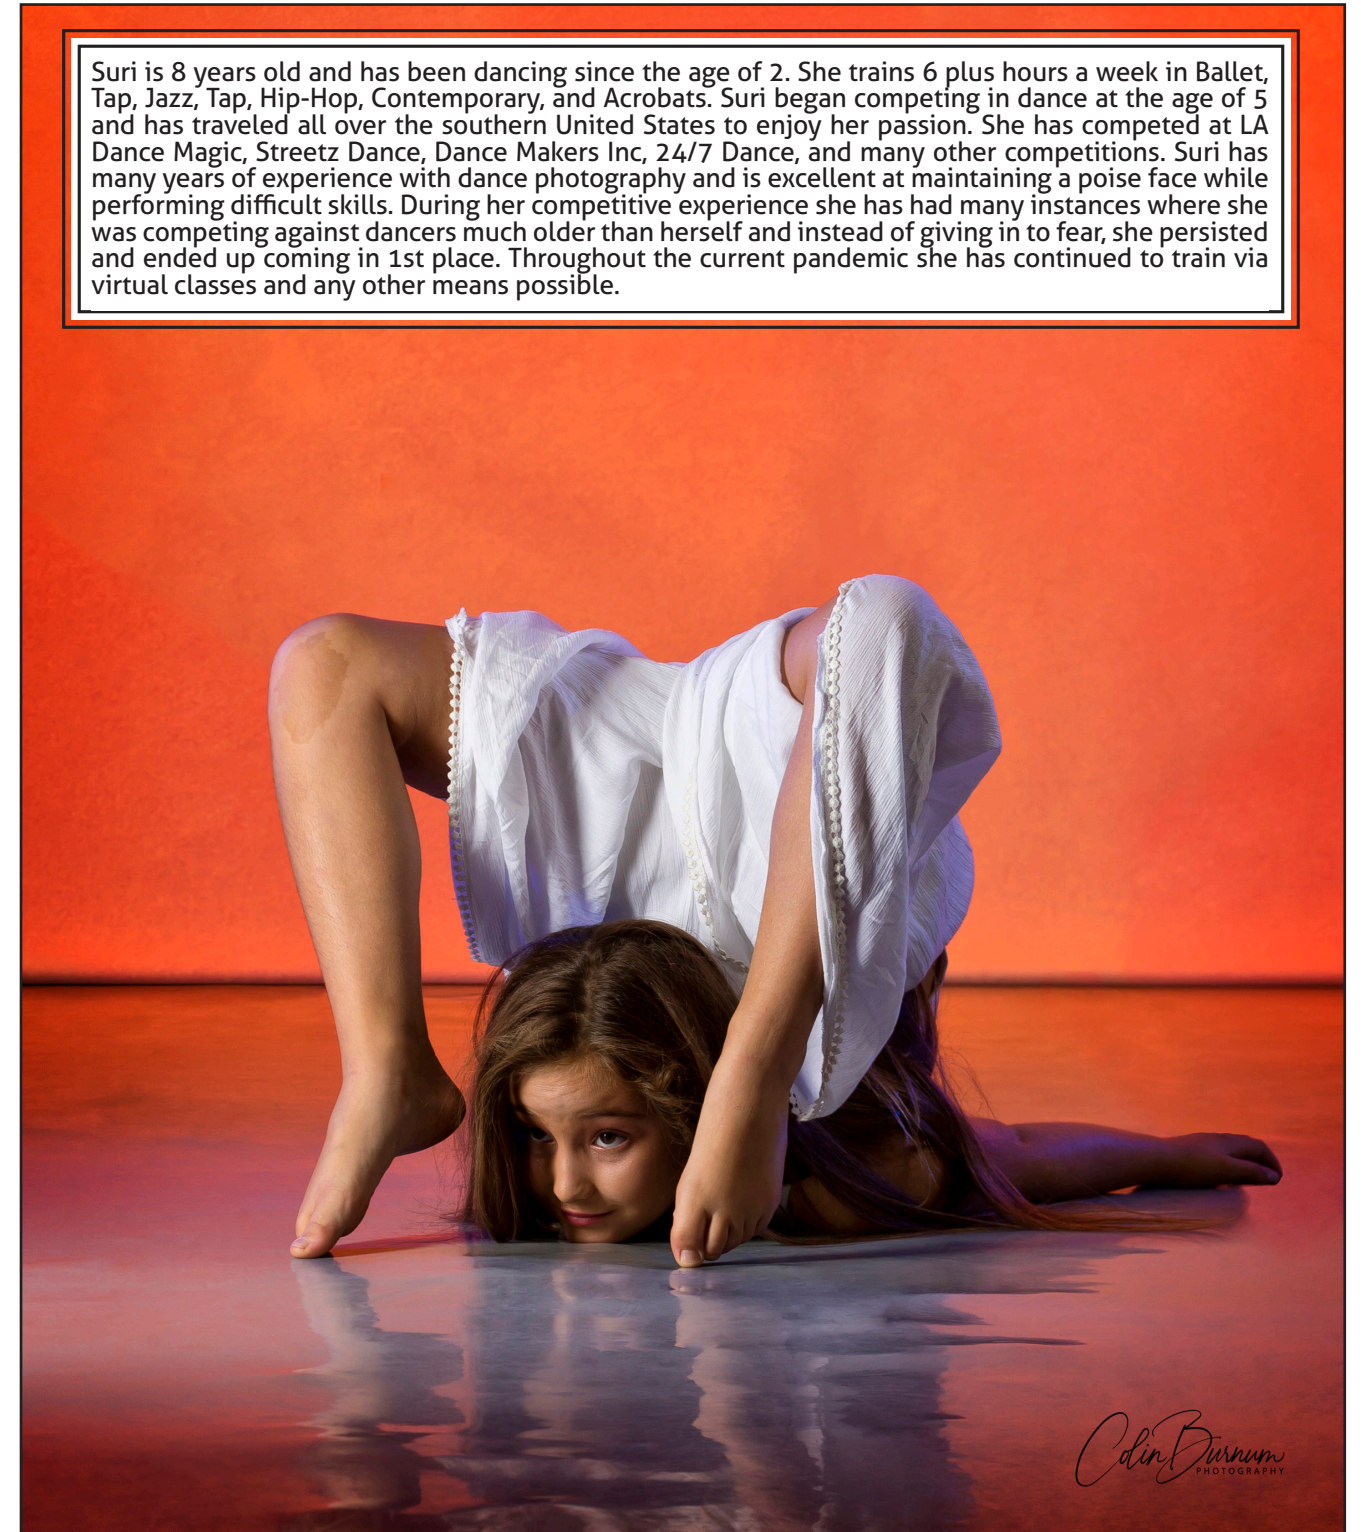 Suri is 8 years old and has been dancing since the age of 2. She trains 6 plus hours a week in Ballet,
Tap, Jazz, Tap, Hip-Hop, Contemporary, and Acrobats. Suri began competing in dance at the age of 5
and has traveled all over the southern United States to enjoy her passion. She has competed at LA
Dance Magic, Streetz Dance, Dance Makers Inc, 24/7 Dance, and many other competitions. Suri has
many years of experience with dance photography and is excellent at maintaining a poise face while
performing difficult skills. During her competitive experience she has had many instances where she
was competing against dancers much older than herself and instead of giving in to fear, she persisted
and ended up coming in 1st place. Throughout the current pandemic she has continued to train via
virtual classes and any other means possible.
Colin Burnum
PHOTOGRAPHY